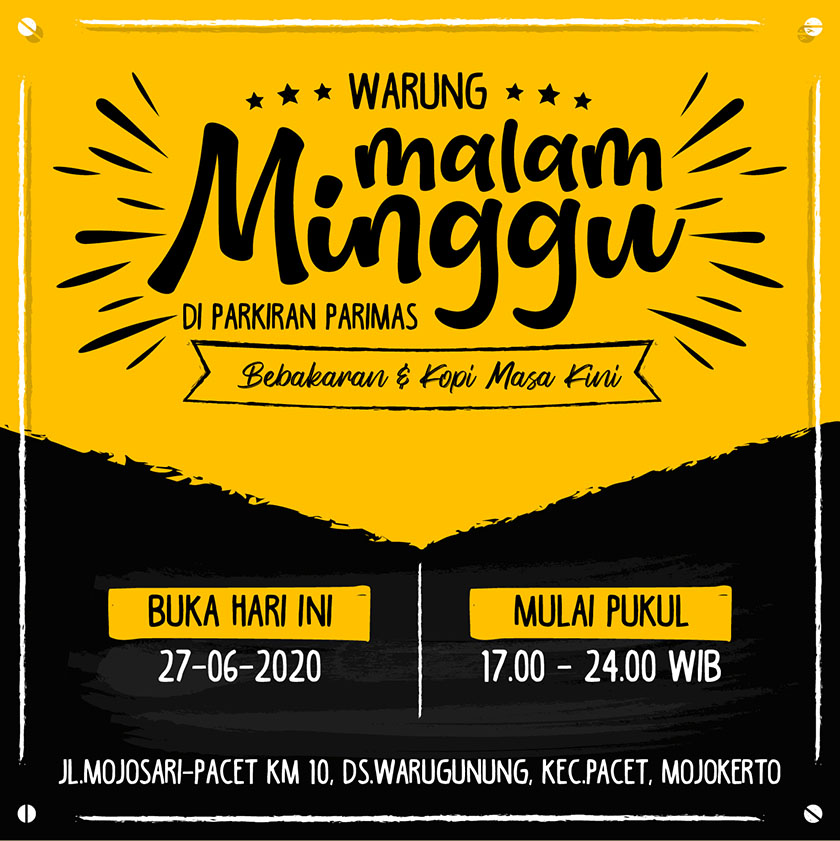 WARUNG
malam
Minggu
DI PARKIRAN PARIMAS
Bebakaran & Kopi Masa Kini
BUKA HARI INI
27-06-2020
MULAI PUKUL
17.00 - 24.00 WIB
JL.MOJOSARI-PACET KM 10, DS.WARUGUNUNG, KEC.PACET, MOJOKERTO